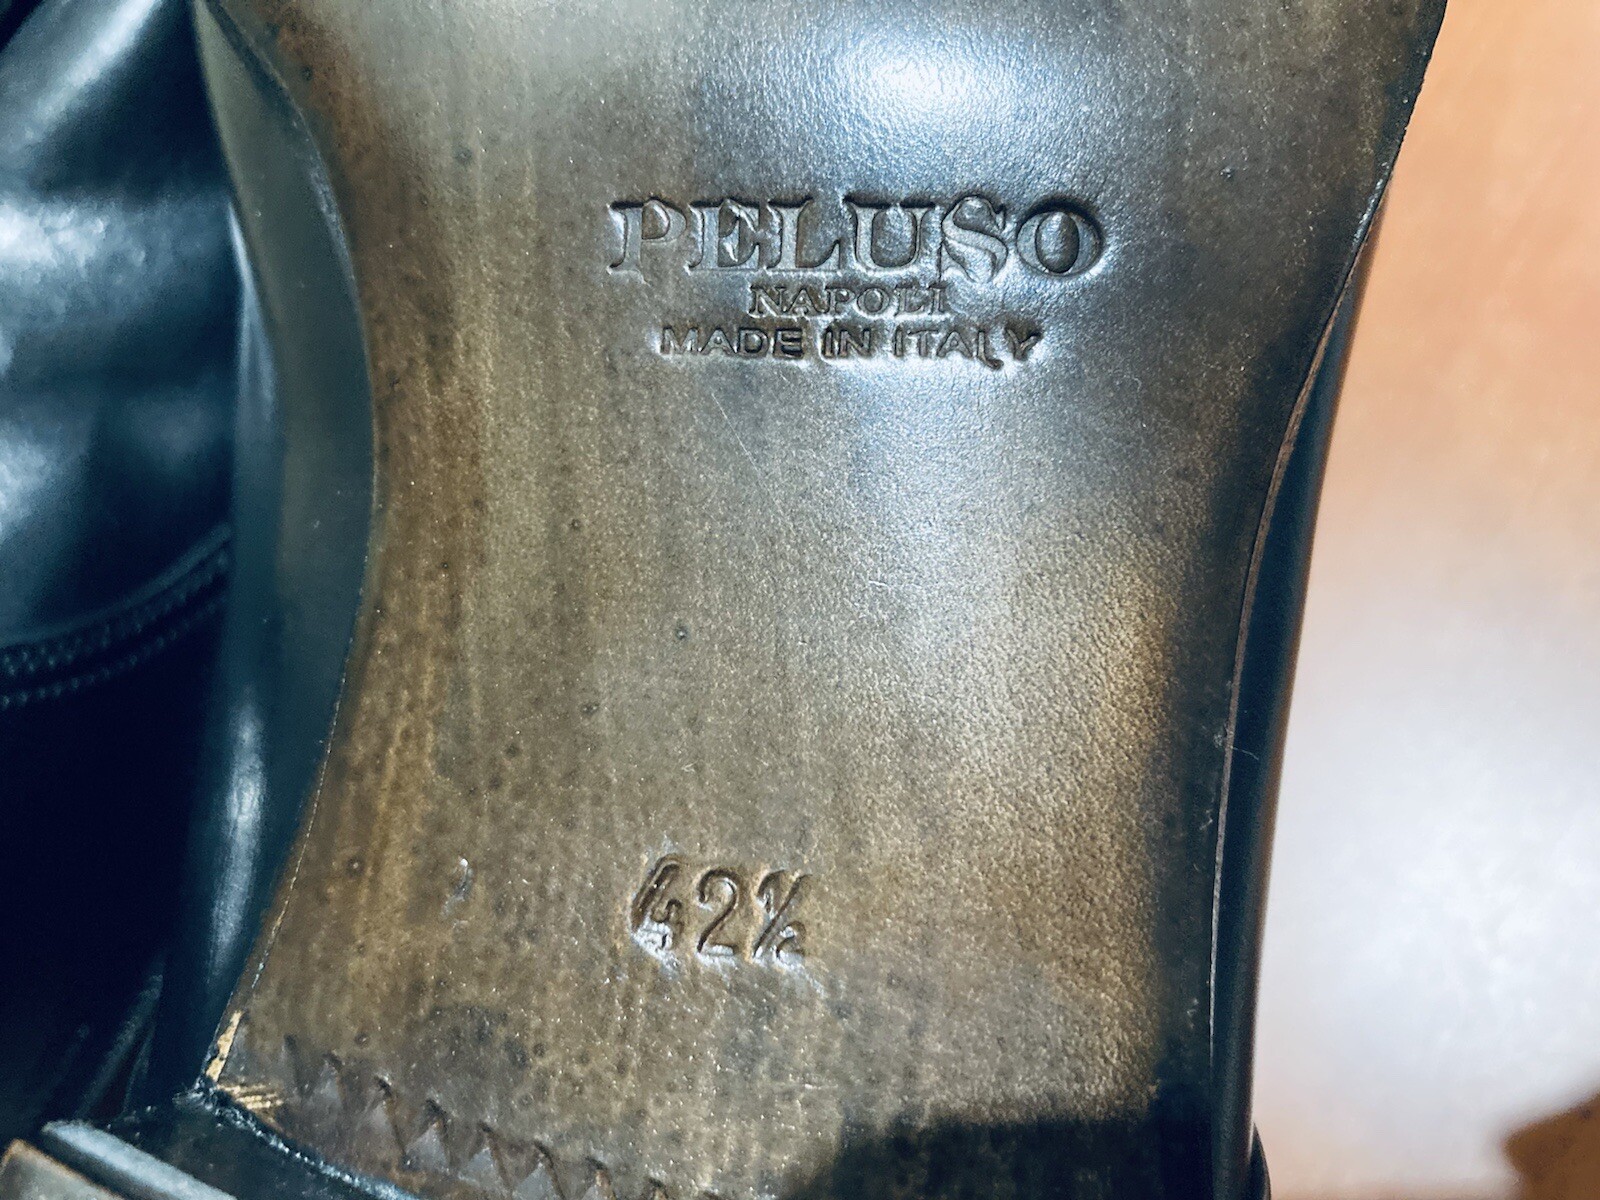 PELUSO
NAPOLI
MADE IN ITALY
42½